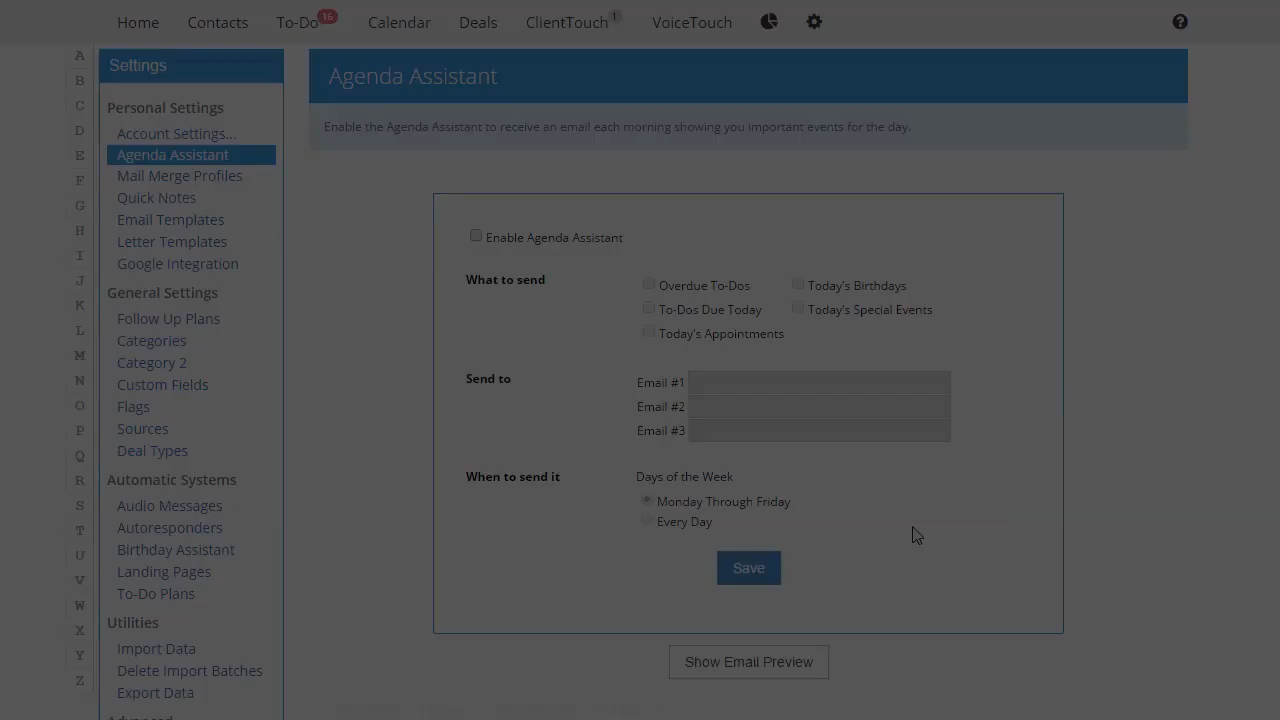 Home Contacts To-Do 16 Calendar Deals ClientTouch 1 VoiceTouch
A
B
C
D
E
F
G
H
I
J
K
L
M
N
O
P
Q
R
S
T
U
V
W
X
Y
Z
Settings
Personal Settings
Account Settings...
Agenda Assistant
Mail Merge Profiles
Quick Notes
Email Templates
Letter Templates
Google Integration
General Settings
Follow Up Plans
Categories
Category 2
Custom Fields
Flags
Sources
Deal Types
Automatic Systems
Audio Messages
Autoresponders
Birthday Assistant
Landing Pages
To-Do Plans
Utilities
Import Data
Delete Import Batches
Export Data
Advanced
Agenda Assistant
Enable the Agenda Assistant to receive an email each morning showing you important events for the day.
Enable Agenda Assistant
What to send
Overdue To-Dos Today's Birthdays
To-Dos Due Today Today's Special Events
Today's Appointments
Send to
Email #1
Email #2
Email #3
When to send it
Days of the Week
Monday Through Friday
Every Day
Save
Show Email Preview